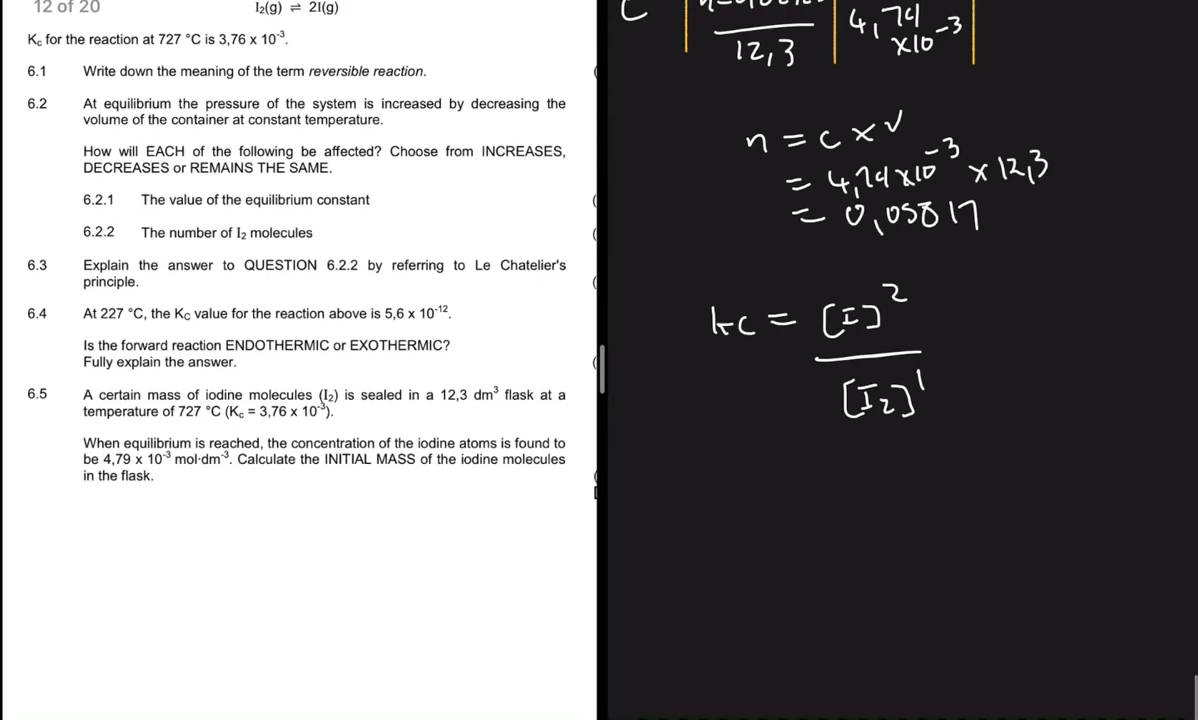 12 of 20
I₂(g) ⇌ 2I(g)
Kc for the reaction at 727 °C is 3,76 x 10⁻³.
6.1 Write down the meaning of the term reversible reaction.
6.2 At equilibrium the pressure of the system is increased by decreasing the
volume of the container at constant temperature.
How will EACH of the following be affected? Choose from INCREASES,
DECREASES or REMAINS THE SAME.
6.2.1 The value of the equilibrium constant
6.2.2 The number of I₂ molecules
6.3 Explain the answer to QUESTION 6.2.2 by referring to Le Chatelier's
principle.
6.4 At 227 °C, the KC value for the reaction above is 5,6 x 10⁻¹².
Is the forward reaction ENDOTHERMIC or EXOTHERMIC?
Fully explain the answer.
6.5 A certain mass of iodine molecules (I₂) is sealed in a 12,3 dm³ flask at a
temperature of 727 °C (Kc = 3,76 x 10⁻³).
When equilibrium is reached, the concentration of the iodine atoms is found to
be 4,79 x 10⁻³ mol·dm⁻³. Calculate the INITIAL MASS of the iodine molecules
in the flask.
C
12,3
4,74
x10⁻³
n = c x v
= 4,74x10⁻³ x 12,3
= 0,05817
kc = [I]²
[I₂]¹